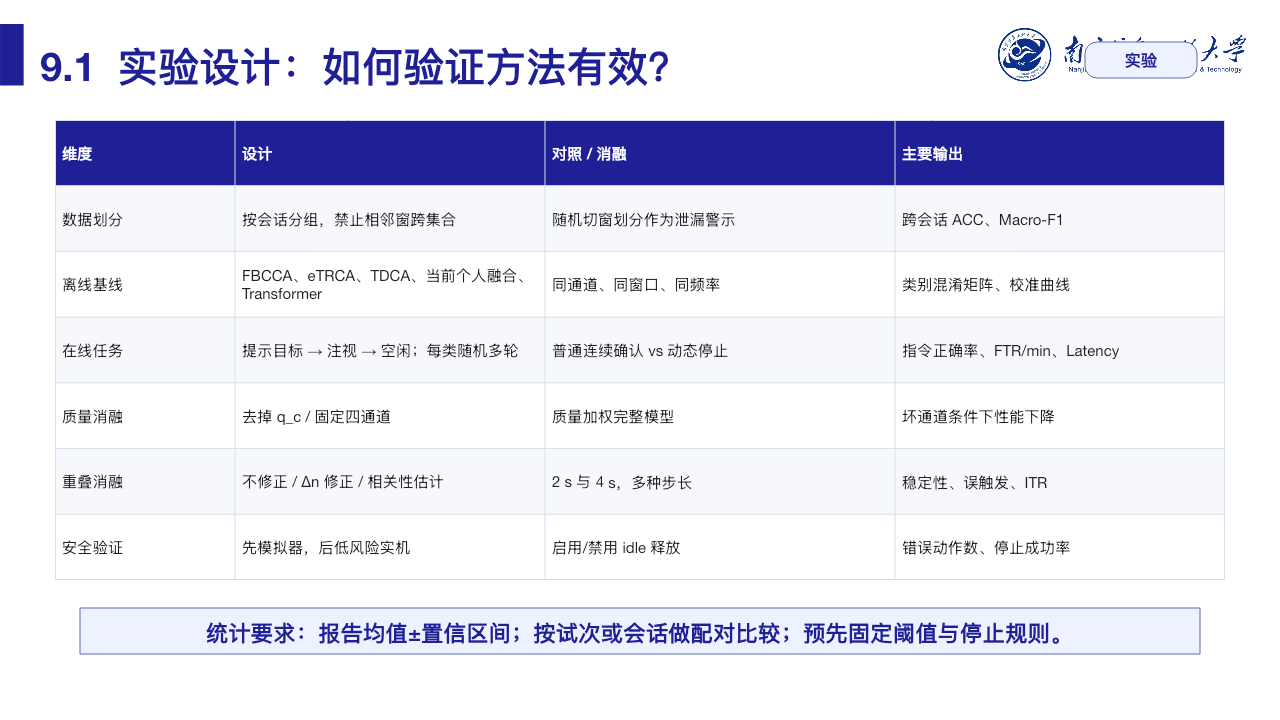 9.1 实验设计：如何验证方法有效？
实验
大学
& Technology
维度 设计 对照 / 消融 主要输出
数据划分 按会话分组，禁止相邻窗跨集合 随机切窗划分作为泄漏警示 跨会话 ACC、Macro-F1
离线基线 FBCCA、eTRCA、TDCA、当前个人融合、
Transformer 同通道、同窗口、同频率 类别混淆矩阵、校准曲线
在线任务 提示目标 → 注视 → 空闲；每类随机多轮 普通连续确认 vs 动态停止 指令正确率、FTR/min、Latency
质量消融 去掉 q_c / 固定四通道 质量加权完整模型 坏通道条件下性能下降
重叠消融 不修正 / Δn 修正 / 相关性估计 2 s 与 4 s，多种步长 稳定性、误触发、ITR
安全验证 先模拟器，后低风险实机 启用/禁用 idle 释放 错误动作数、停止成功率
统计要求：报告均值±置信区间；按试次或会话做配对比较；预先固定阈值与停止规则。